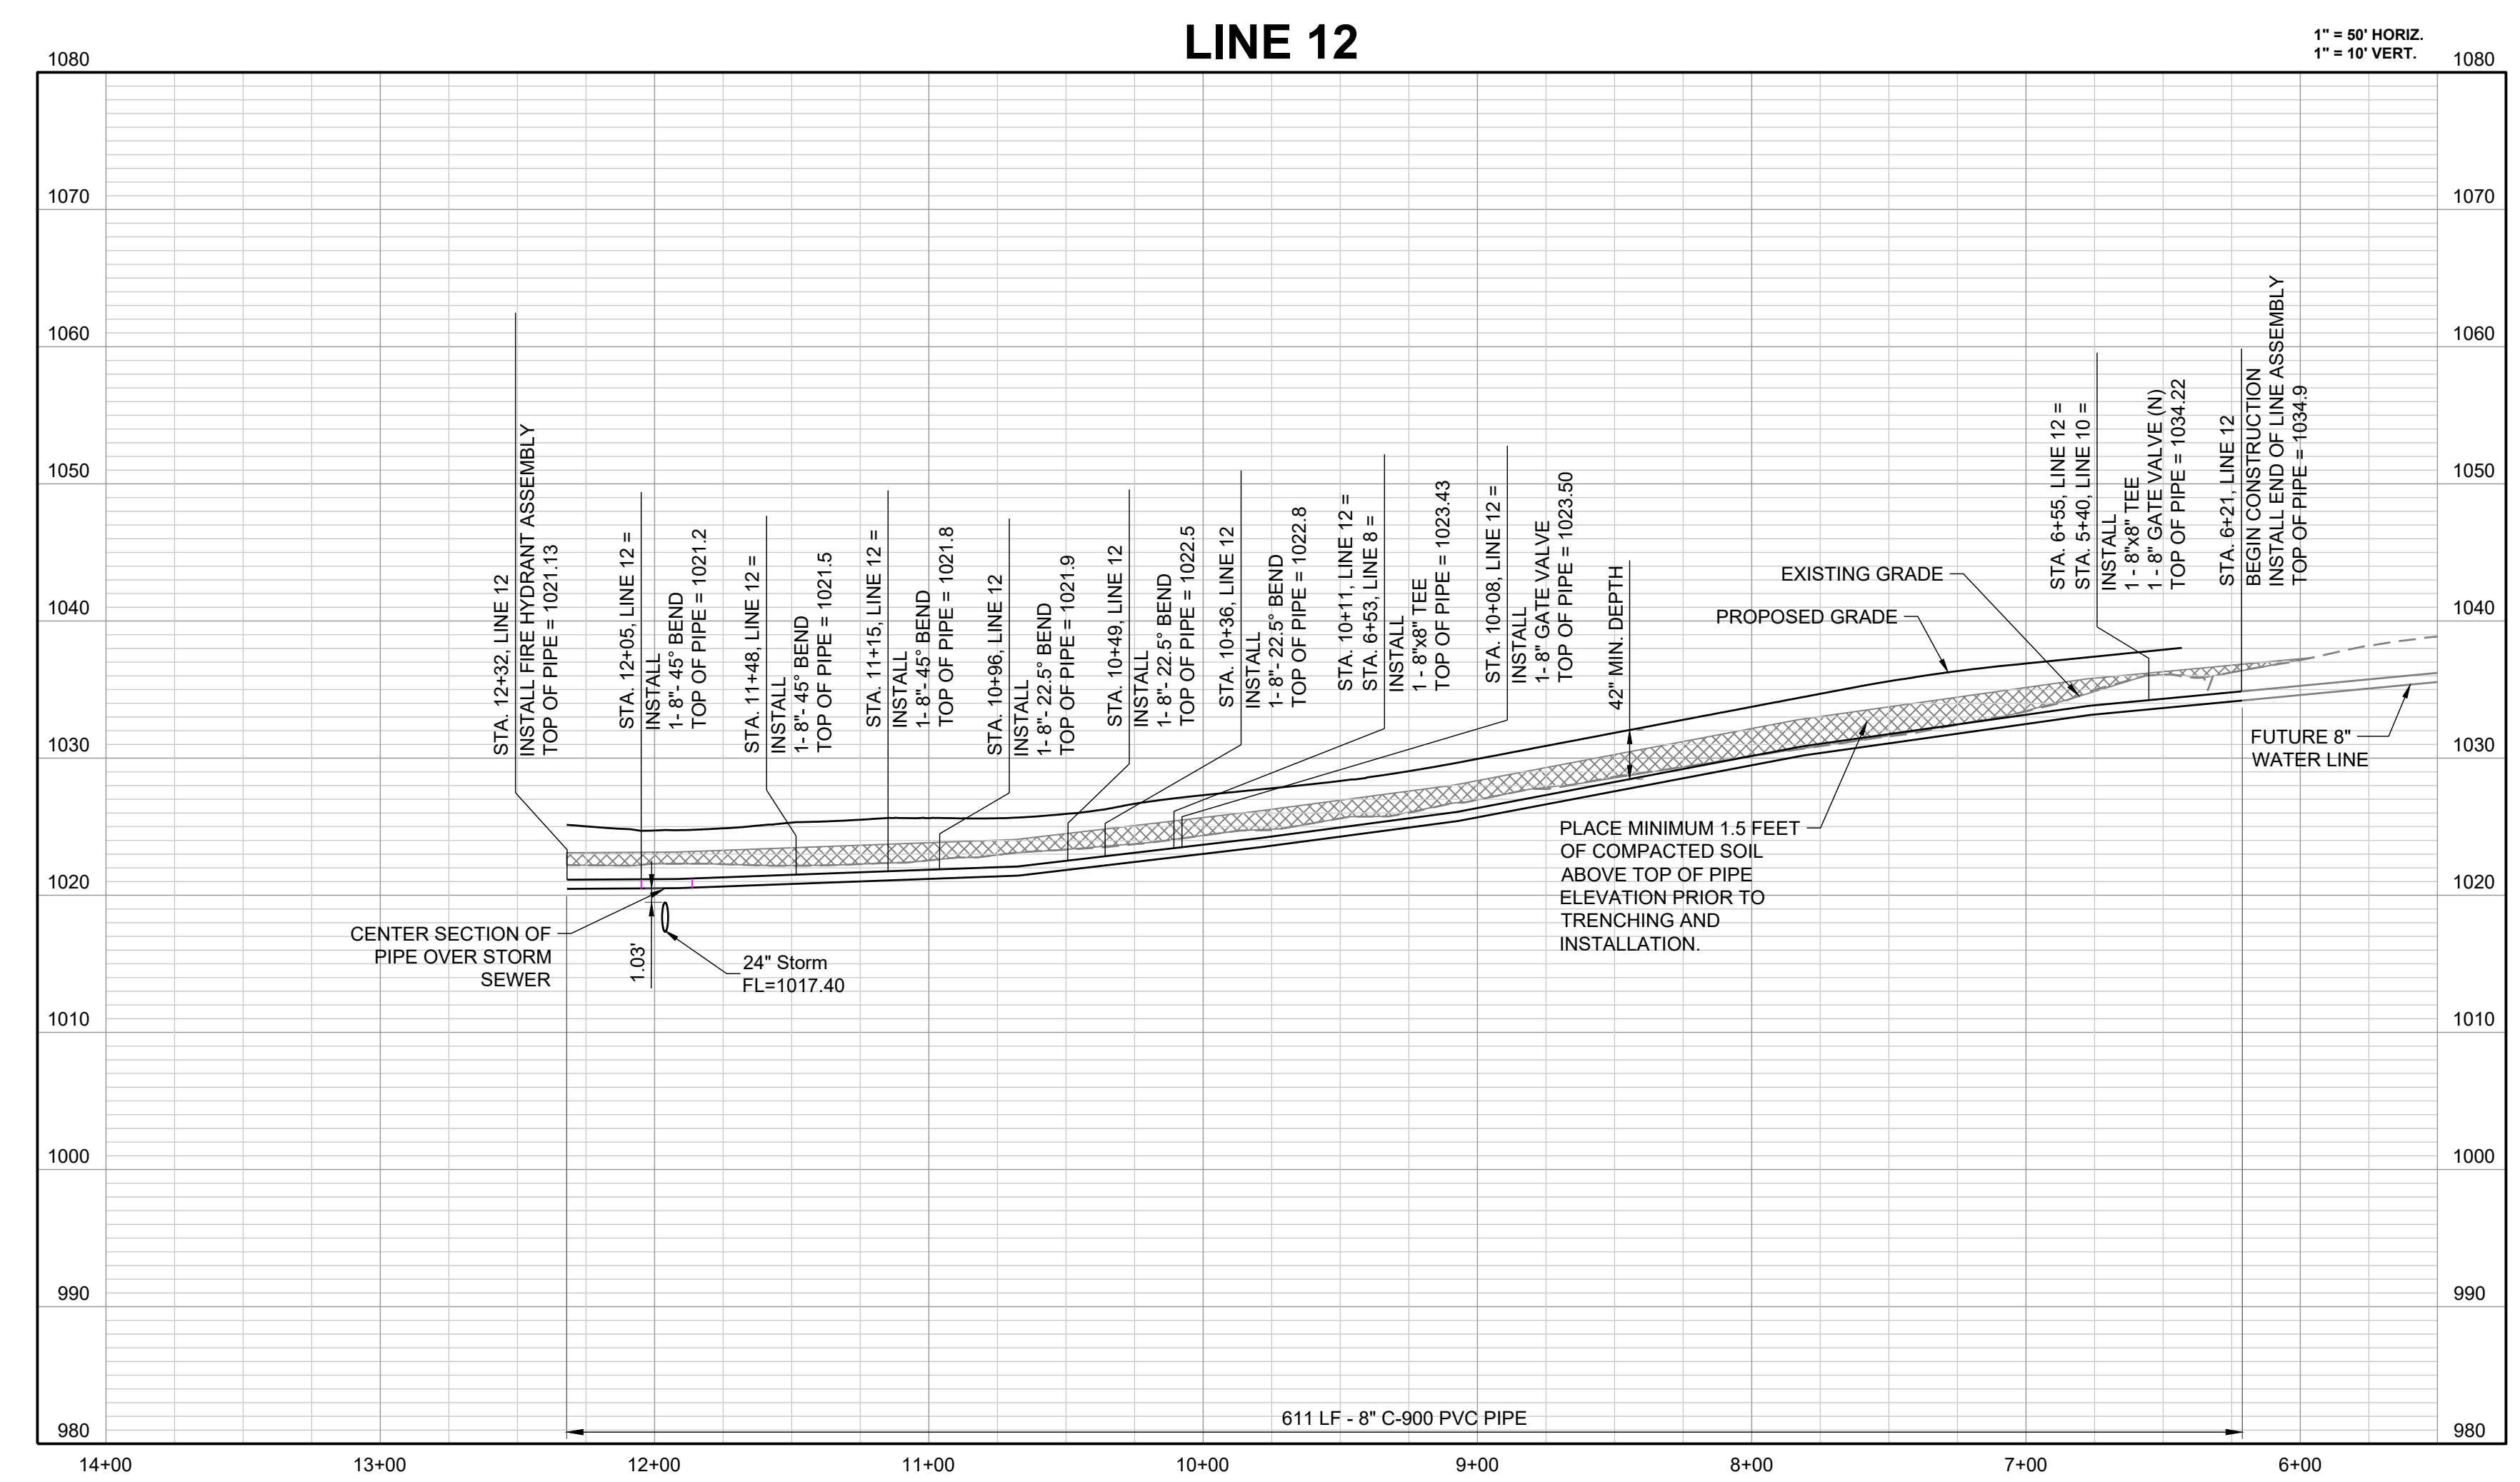 LINE 12
1" = 50' HORIZ.
1" = 10' VERT.
1080
1080
1070
1070
1060
1060
1050
1050
1040
1040
1030
1030
1020
1020
1010
1010
1000
1000
990
990
980
980
STA. 12+32, LINE 12
INSTALL FIRE HYDRANT ASSEMBLY
TOP OF PIPE = 1021.13
STA. 12+05, LINE 12 =
INSTALL
1- 8"- 45° BEND
TOP OF PIPE = 1021.2
STA. 11+48, LINE 12 =
INSTALL
1- 8"- 45° BEND
TOP OF PIPE = 1021.5
STA. 11+15, LINE 12 =
INSTALL
1- 8"- 45° BEND
TOP OF PIPE = 1021.8
STA. 10+96, LINE 12
INSTALL
1- 8"- 22.5° BEND
TOP OF PIPE = 1021.9
STA. 10+49, LINE 12
INSTALL
1- 8"- 22.5° BEND
TOP OF PIPE = 1022.5
STA. 10+36, LINE 12
INSTALL
1- 8"- 22.5° BEND
TOP OF PIPE = 1022.8
STA. 10+11, LINE 12 =
STA. 6+53, LINE 8 =
INSTALL
1 - 8"x8" TEE
TOP OF PIPE = 1023.43
STA. 10+08, LINE 12 =
INSTALL
1- 8" GATE VALVE
TOP OF PIPE = 1023.50
42" MIN. DEPTH
EXISTING GRADE
PROPOSED GRADE
STA. 6+55, LINE 12 =
STA. 5+40, LINE 10 =
INSTALL
1 - 8"x8" TEE
1 - 8" GATE VALVE (N)
TOP OF PIPE = 1034.22
STA. 6+21, LINE 12
BEGIN CONSTRUCTION
INSTALL END OF LINE ASSEMBLY
TOP OF PIPE = 1034.9
FUTURE 8"
WATER LINE
PLACE MINIMUM 1.5 FEET
OF COMPACTED SOIL
ABOVE TOP OF PIPE
ELEVATION PRIOR TO
TRENCHING AND
INSTALLATION.
CENTER SECTION OF
PIPE OVER STORM
SEWER
1.03'
24" Storm
FL=1017.40
611 LF - 8" C-900 PVC PIPE
14+00
13+00
12+00
11+00
10+00
9+00
8+00
7+00
6+00